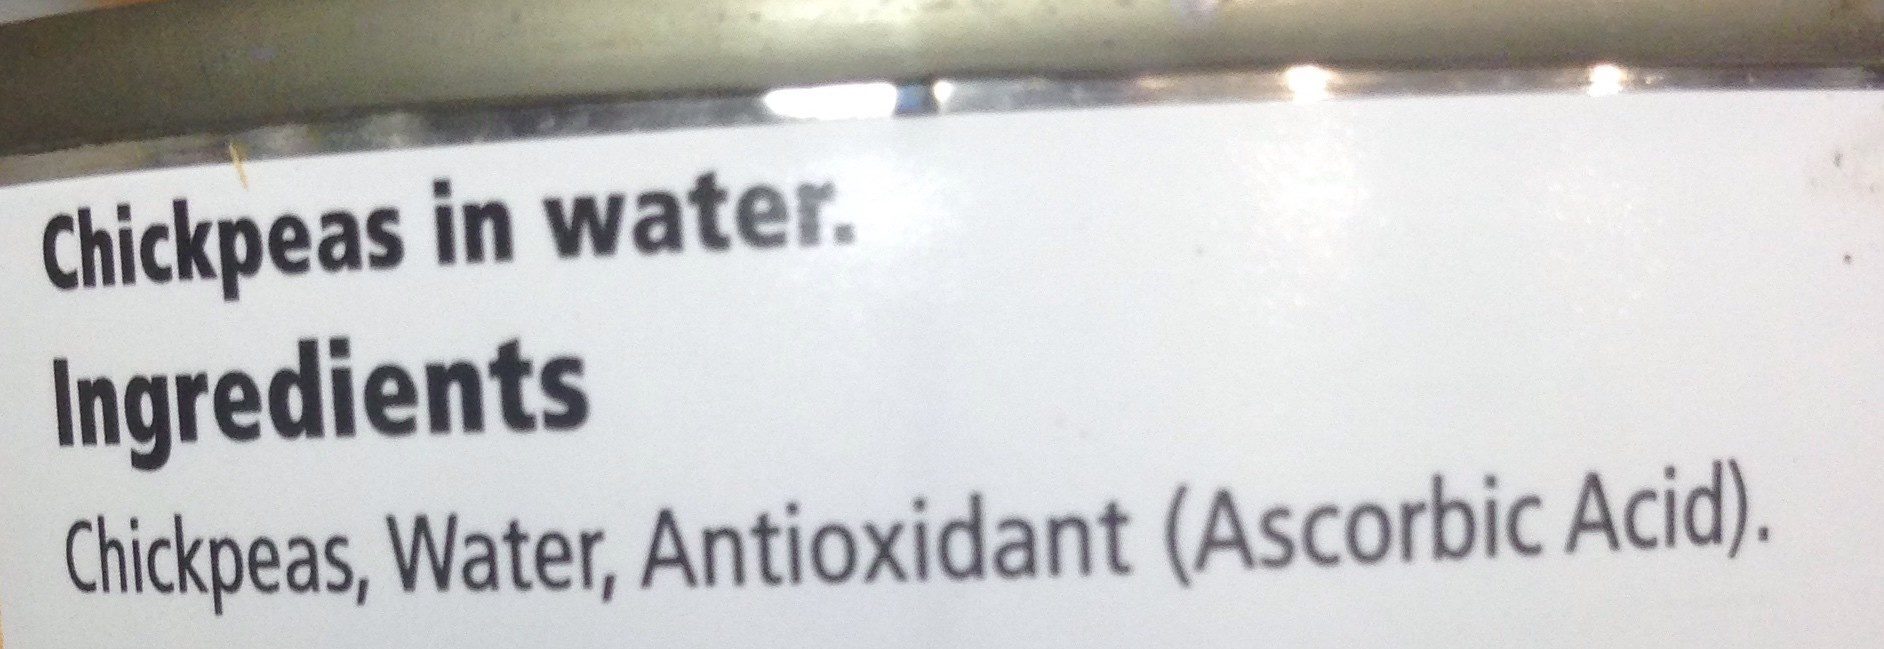 Chickpeas in water.
Ingredients
Chickpeas, Water, Antioxidant (Ascorbic Acid).